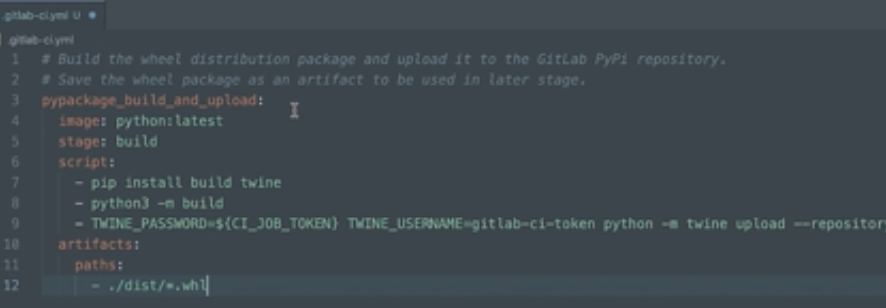 .gitlab-ci.yml U
.gitlab-ci.yml
1 # Build the wheel distribution package and upload it to the GitLab PyPi repository.
2 # Save the wheel package as an artifact to be used in later stage.
3 pypackage_build_and_upload:
4 image: python:latest
5 stage: build
6 script:
7 - pip install build twine
8 - python3 -m build
9 - TWINE_PASSWORD=${CI_JOB_TOKEN} TWINE_USERNAME=gitlab-ci-token python -m twine upload --repository
10 artifacts:
11 paths:
12 - ./dist/*.whl